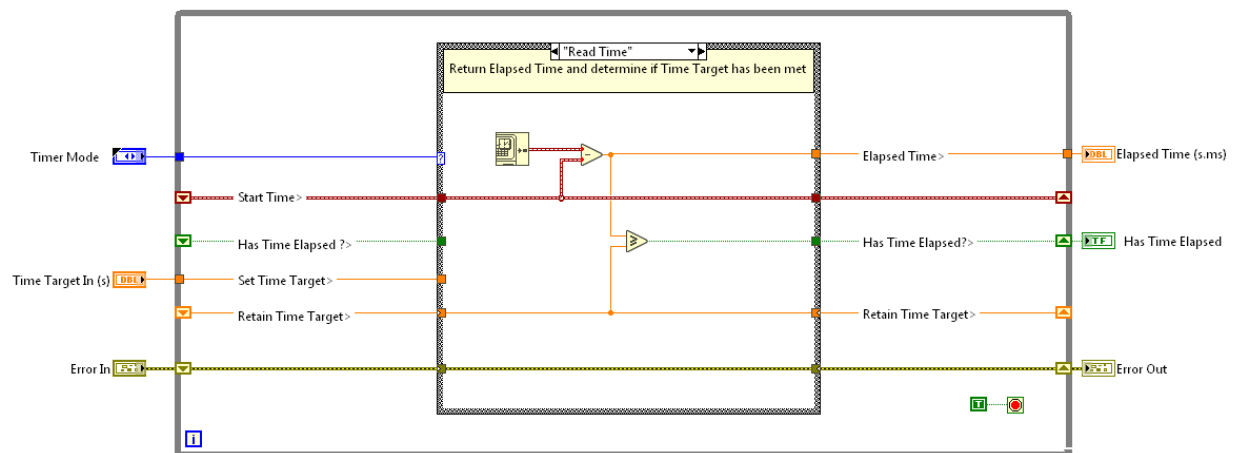 "Read Time"
Return Elapsed Time and determine if Time Target has been met
Timer Mode
?
Elapsed Time>
DBL
Elapsed Time (s.ms)
Start Time>
Has Time Elapsed ?>
Has Time Elapsed?>
TF
Has Time Elapsed
Time Target In (s)
DBL
Set Time Target>
Retain Time Target>
Retain Time Target>
Error In
Error Out
T
i